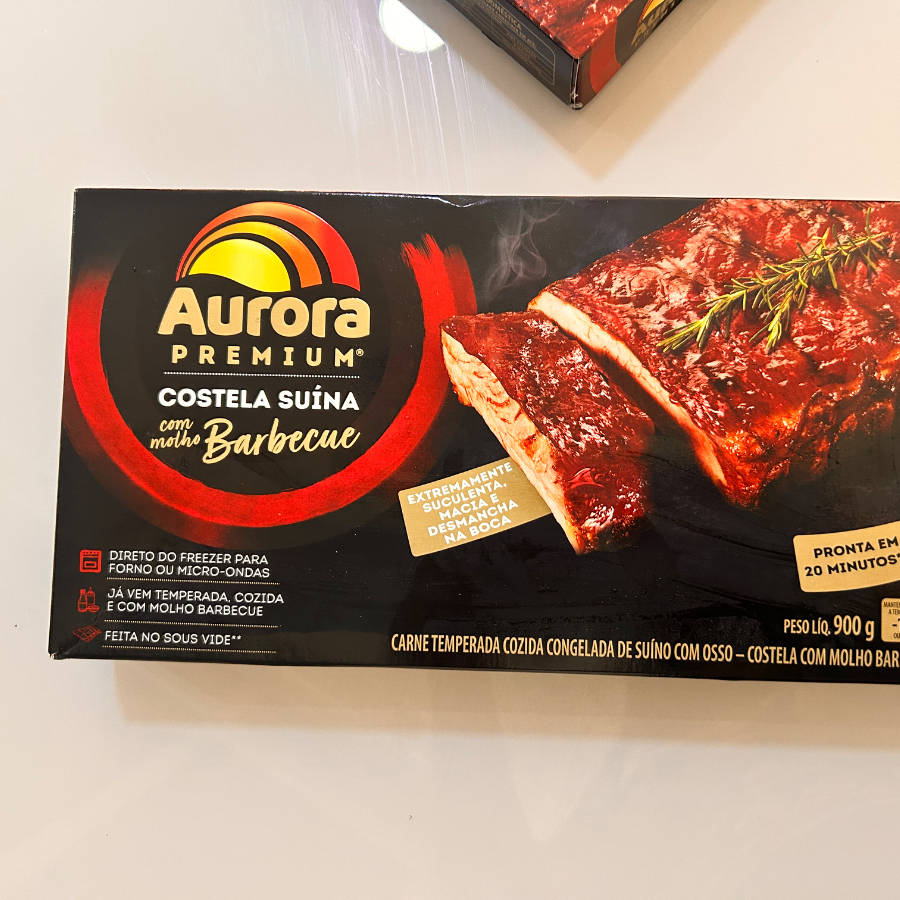 Aurora
Aurora
PREMIUM®
COSTELA SUÍNA
com
molho Barbecue
EXTREMAMENTE
SUCULENTA,
MACIA E
DESMANCHA
NA BOCA
PRONTA EM
20 MINUTOS*
DIRETO DO FREEZER PARA
FORNO OU MICRO-ONDAS
JÁ VEM TEMPERADA, COZIDA
E COM MOLHO BARBECUE
FEITA NO SOUS VIDE**
PESO LÍQ. 900 g
CARNE TEMPERADA COZIDA CONGELADA DE SUÍNO COM OSSO – COSTELA COM MOLHO BAR